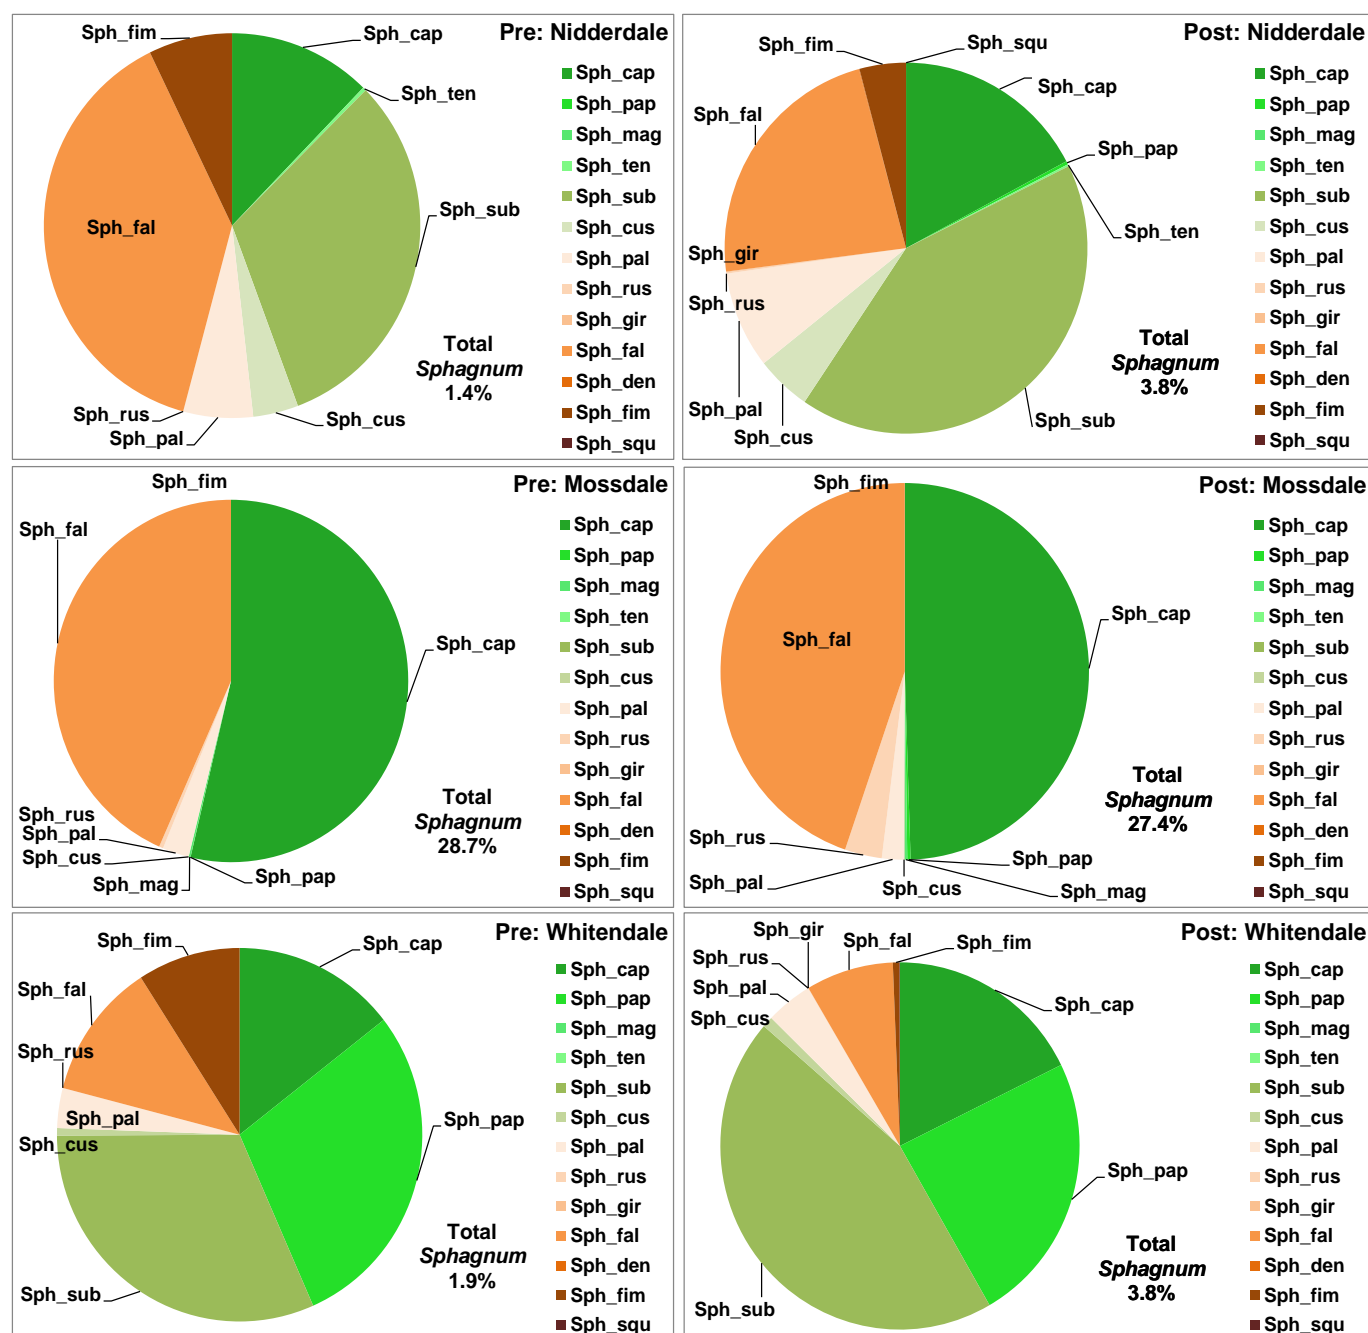 Pre: Nidderdale
Sph_fim
Sph_cap
Sph_ten
Sph_sub
Sph_fal
Sph_rus
Sph_pal
Sph_cus
Total
Sphagnum
1.4%
Sph_cap
Sph_pap
Sph_mag
Sph_ten
Sph_sub
Sph_cus
Sph_pal
Sph_rus
Sph_gir
Sph_fal
Sph_den
Sph_fim
Sph_squ
Post: Nidderdale
Sph_fim
Sph_squ
Sph_cap
Sph_fal
Sph_pap
Sph_ten
Sph_gir
Sph_rus
Sph_pal
Sph_cus
Sph_sub
Total
Sphagnum
3.8%
Sph_cap
Sph_pap
Sph_mag
Sph_ten
Sph_sub
Sph_cus
Sph_pal
Sph_rus
Sph_gir
Sph_fal
Sph_den
Sph_fim
Sph_squ
Pre: Mossdale
Sph_fim
Sph_fal
Sph_cap
Sph_rus
Sph_pal
Sph_cus
Sph_mag
Sph_pap
Total
Sphagnum
28.7%
Sph_cap
Sph_pap
Sph_mag
Sph_ten
Sph_sub
Sph_cus
Sph_pal
Sph_rus
Sph_gir
Sph_fal
Sph_den
Sph_fim
Sph_squ
Post: Mossdale
Sph_fim
Sph_cap
Sph_fal
Sph_rus
Sph_pal
Sph_cus
Sph_pap
Sph_mag
Total
Sphagnum
27.4%
Sph_cap
Sph_pap
Sph_mag
Sph_ten
Sph_sub
Sph_cus
Sph_pal
Sph_rus
Sph_gir
Sph_fal
Sph_den
Sph_fim
Sph_squ
Pre: Whitendale
Sph_fim
Sph_cap
Sph_fal
Sph_rus
Sph_pal
Sph_cus
Sph_pap
Sph_sub
Total
Sphagnum
1.9%
Sph_cap
Sph_pap
Sph_mag
Sph_ten
Sph_sub
Sph_cus
Sph_pal
Sph_rus
Sph_gir
Sph_fal
Sph_den
Sph_fim
Sph_squ
Post: Whitendale
Sph_gir
Sph_fal
Sph_fim
Sph_rus
Sph_pal
Sph_cus
Sph_cap
Sph_pap
Sph_sub
Total
Sphagnum
3.8%
Sph_cap
Sph_pap
Sph_mag
Sph_ten
Sph_sub
Sph_cus
Sph_pal
Sph_rus
Sph_gir
Sph_fal
Sph_den
Sph_fim
Sph_squ